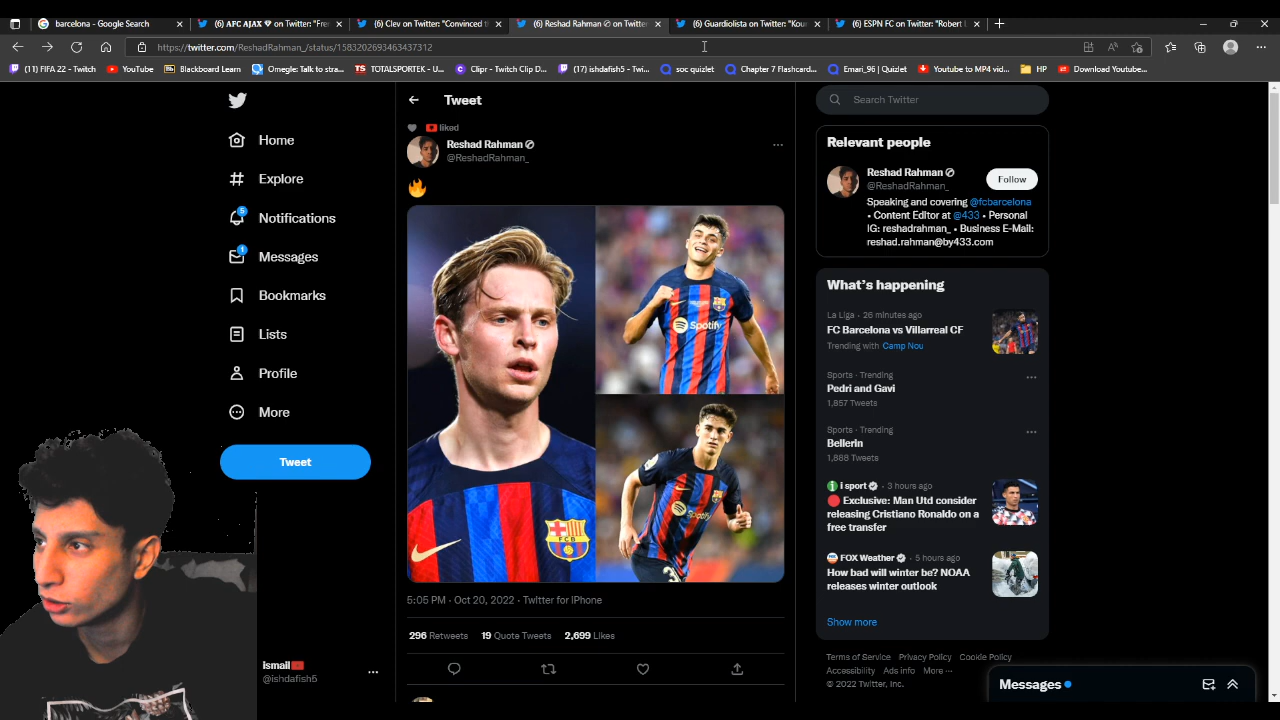 barcelona - Google Search
(6) AFC AJAX
on Twitter: "Fre
(6) Clev on Twitter: "Convinced t
(6) Reshad Rahman
on Twitter
(6) Guardiolista on Twitter: "Kour
(6) ESPN FC on Twitter: "Robert L
https://twitter.com/ReshadRahman_/status/1583202693463437312
(11) FIFA 22 - Twitch
YouTube
Blackboard Learn
Omegle: Talk to stra...
TOTALSPORTEK - U...
Clipr - Twitch Clip D...
(17) ishdafish5 - Twi...
soc quizlet
Chapter 7 Flashcard...
Emari_96 | Quizlet
Youtube to MP4 vid...
HP
Download Youtube...
Tweet
Search Twitter
liked
Reshad Rahman
@ReshadRahman_
🔥
Home
Explore
5
Notifications
1
Messages
Bookmarks
Lists
Profile
More
Tweet
Spotify
FCB
Spotify
5:05 PM · Oct 20, 2022 · Twitter for iPhone
296 Retweets 19 Quote Tweets 2,699 Likes
Relevant people
Reshad Rahman
@ReshadRahman_
Follow
Speaking and covering @fcbarcelona
• Content Editor at @433 • Personal
IG: reshadrahman_ • Business E-Mail:
reshad.rahman@by433.com
What's happening
La Liga · 26 minutes ago
FC Barcelona vs Villarreal CF
Trending with Camp Nou
Sports · Trending
Pedri and Gavi
1,857 Tweets
Sports · Trending
Bellerin
1,888 Tweets
i sport · 3 hours ago
🔴 Exclusive: Man Utd consider
releasing Cristiano Ronaldo on a
free transfer
FOX Weather · 5 hours ago
How bad will winter be? NOAA
releases winter outlook
Show more
Terms of Service Privacy Policy Cookie Policy
Accessibility Ads info More ···
© 2022 Twitter, Inc.
ismail
@ishdafish5
Messages